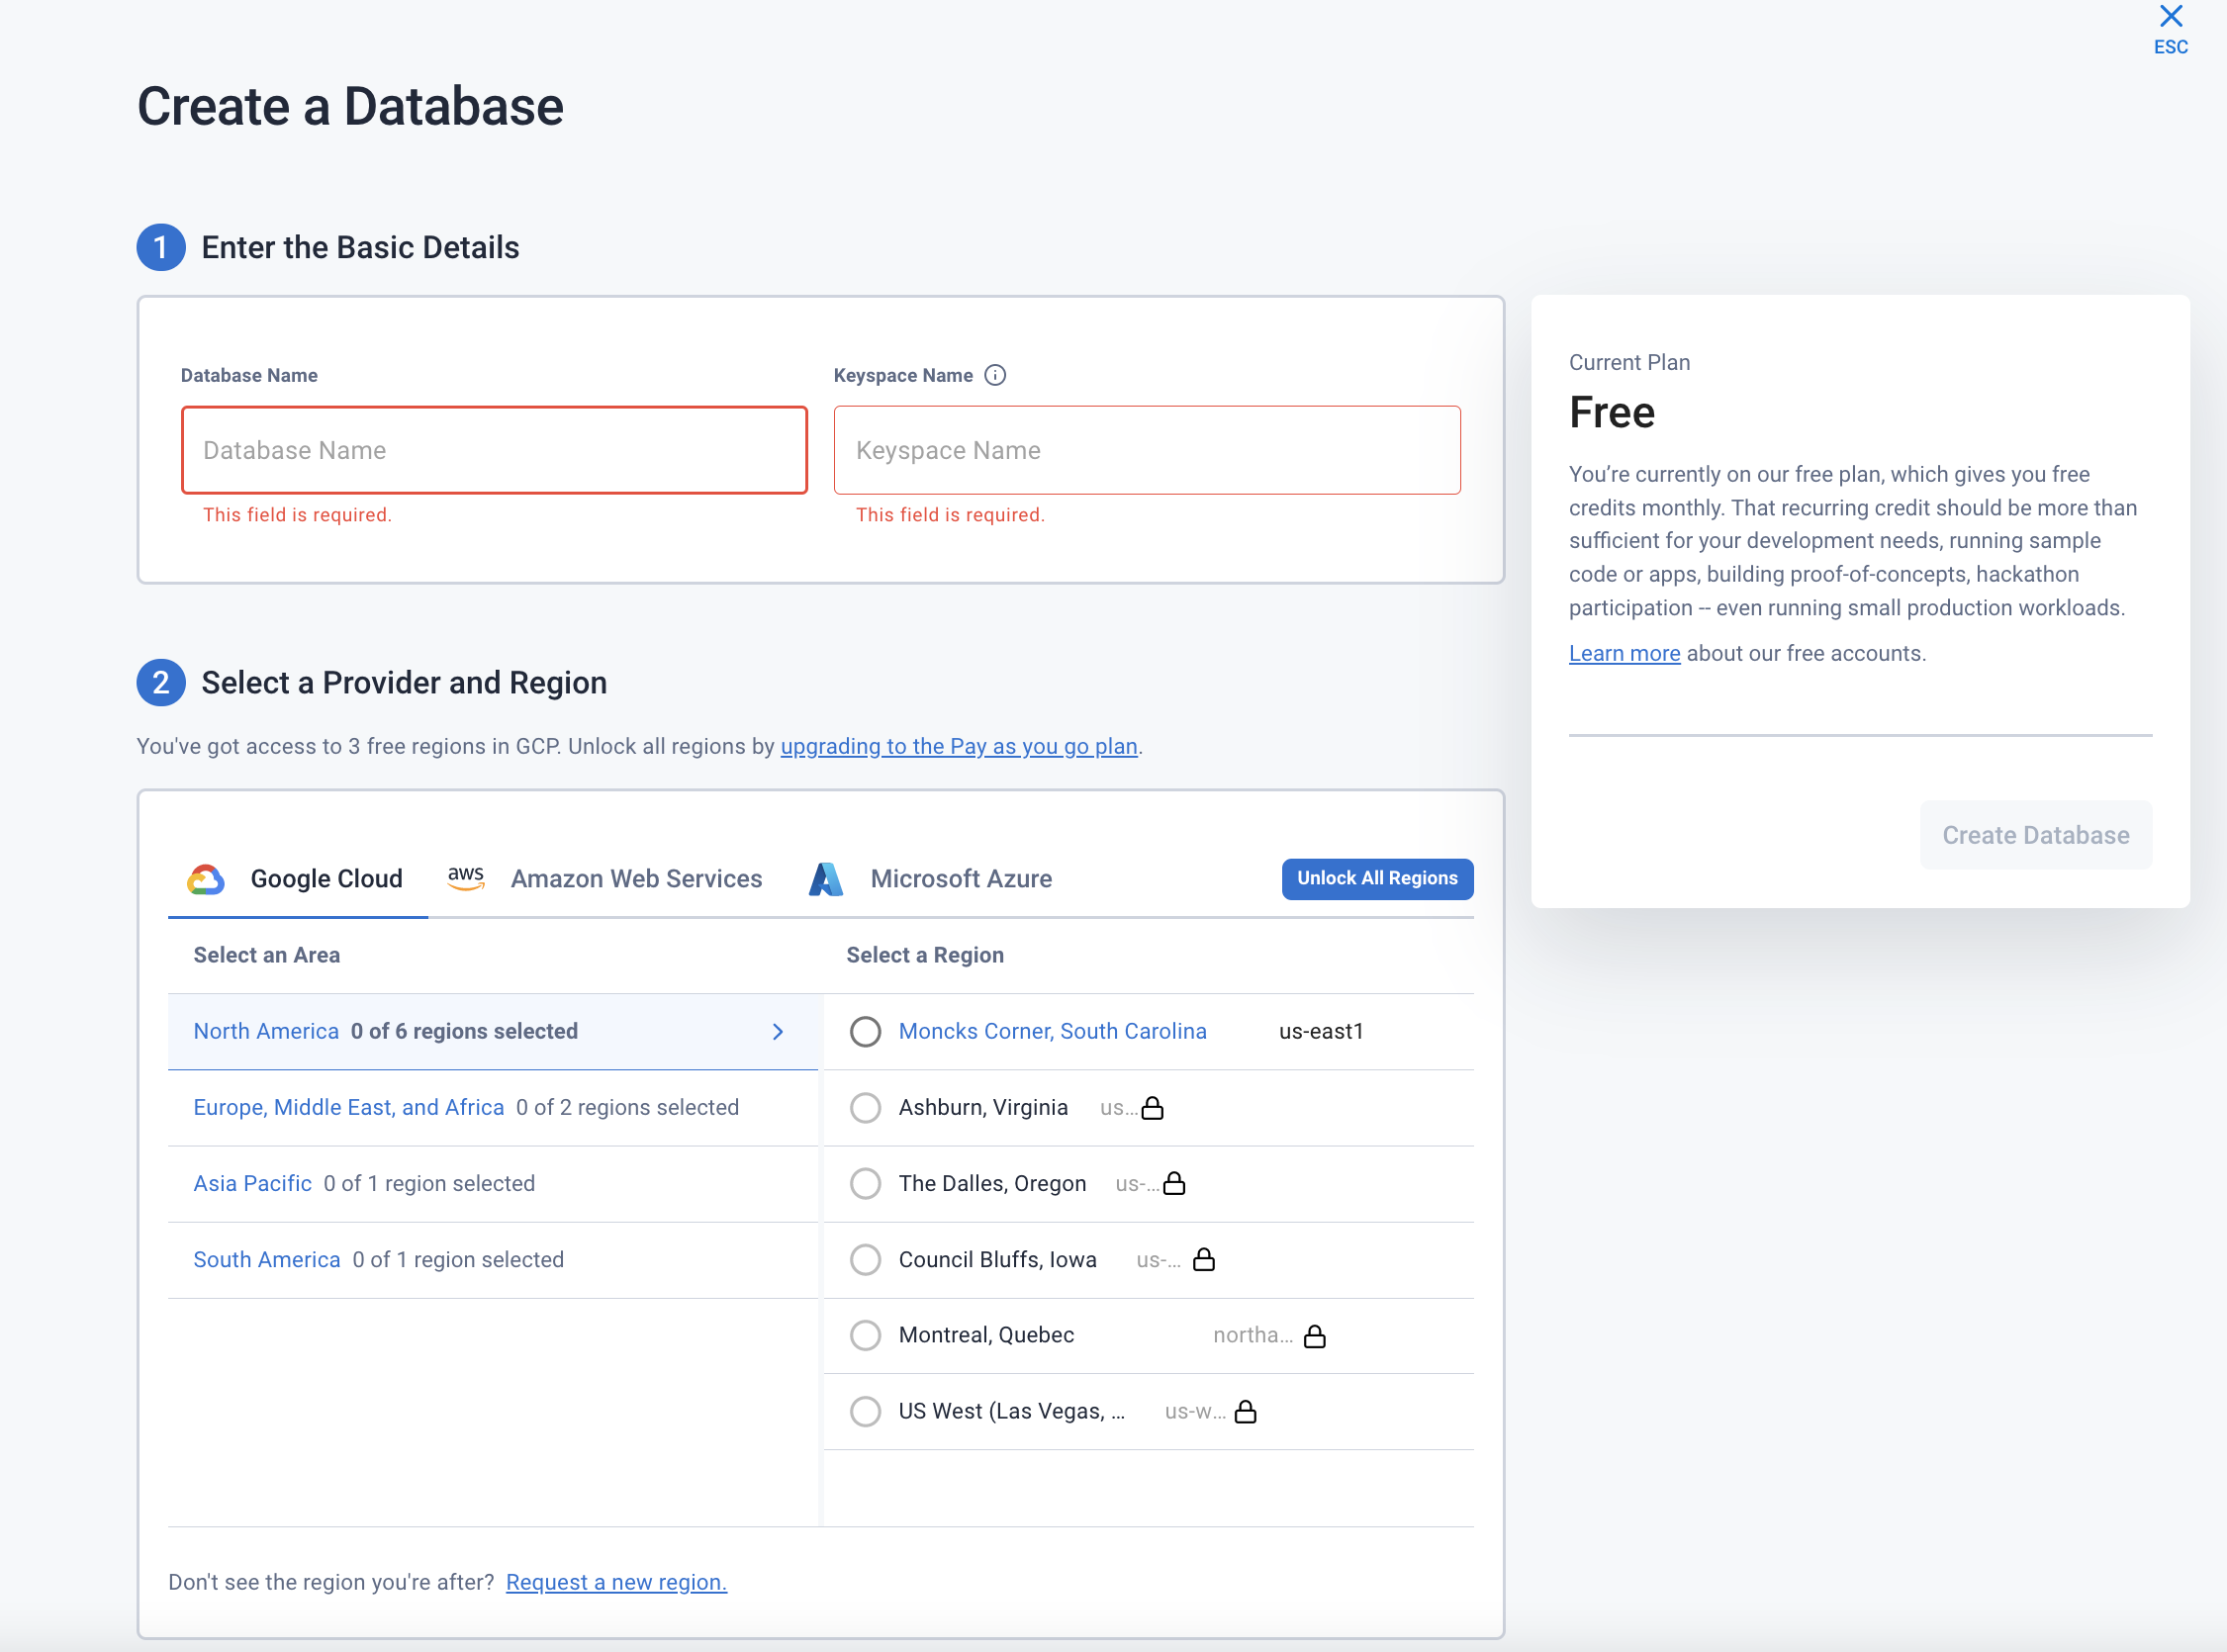 ESC
Create a Database
1 Enter the Basic Details
Database Name
Database Name
This field is required.
Keyspace Name
Keyspace Name
This field is required.
2 Select a Provider and Region
You've got access to 3 free regions in GCP. Unlock all regions by upgrading to the Pay as you go plan.
Google Cloud
aws Amazon Web Services
Microsoft Azure
Unlock All Regions
Select an Area
North America 0 of 6 regions selected
Europe, Middle East, and Africa 0 of 2 regions selected
Asia Pacific 0 of 1 region selected
South America 0 of 1 region selected
Select a Region
Moncks Corner, South Carolina us-east1
Ashburn, Virginia us...
The Dalles, Oregon us-...
Council Bluffs, Iowa us-...
Montreal, Quebec northa...
US West (Las Vegas, ... us-w...
Don't see the region you're after? Request a new region.
Current Plan
Free
You’re currently on our free plan, which gives you free
credits monthly. That recurring credit should be more than
sufficient for your development needs, running sample
code or apps, building proof-of-concepts, hackathon
participation -- even running small production workloads.
Learn more about our free accounts.
Create Database